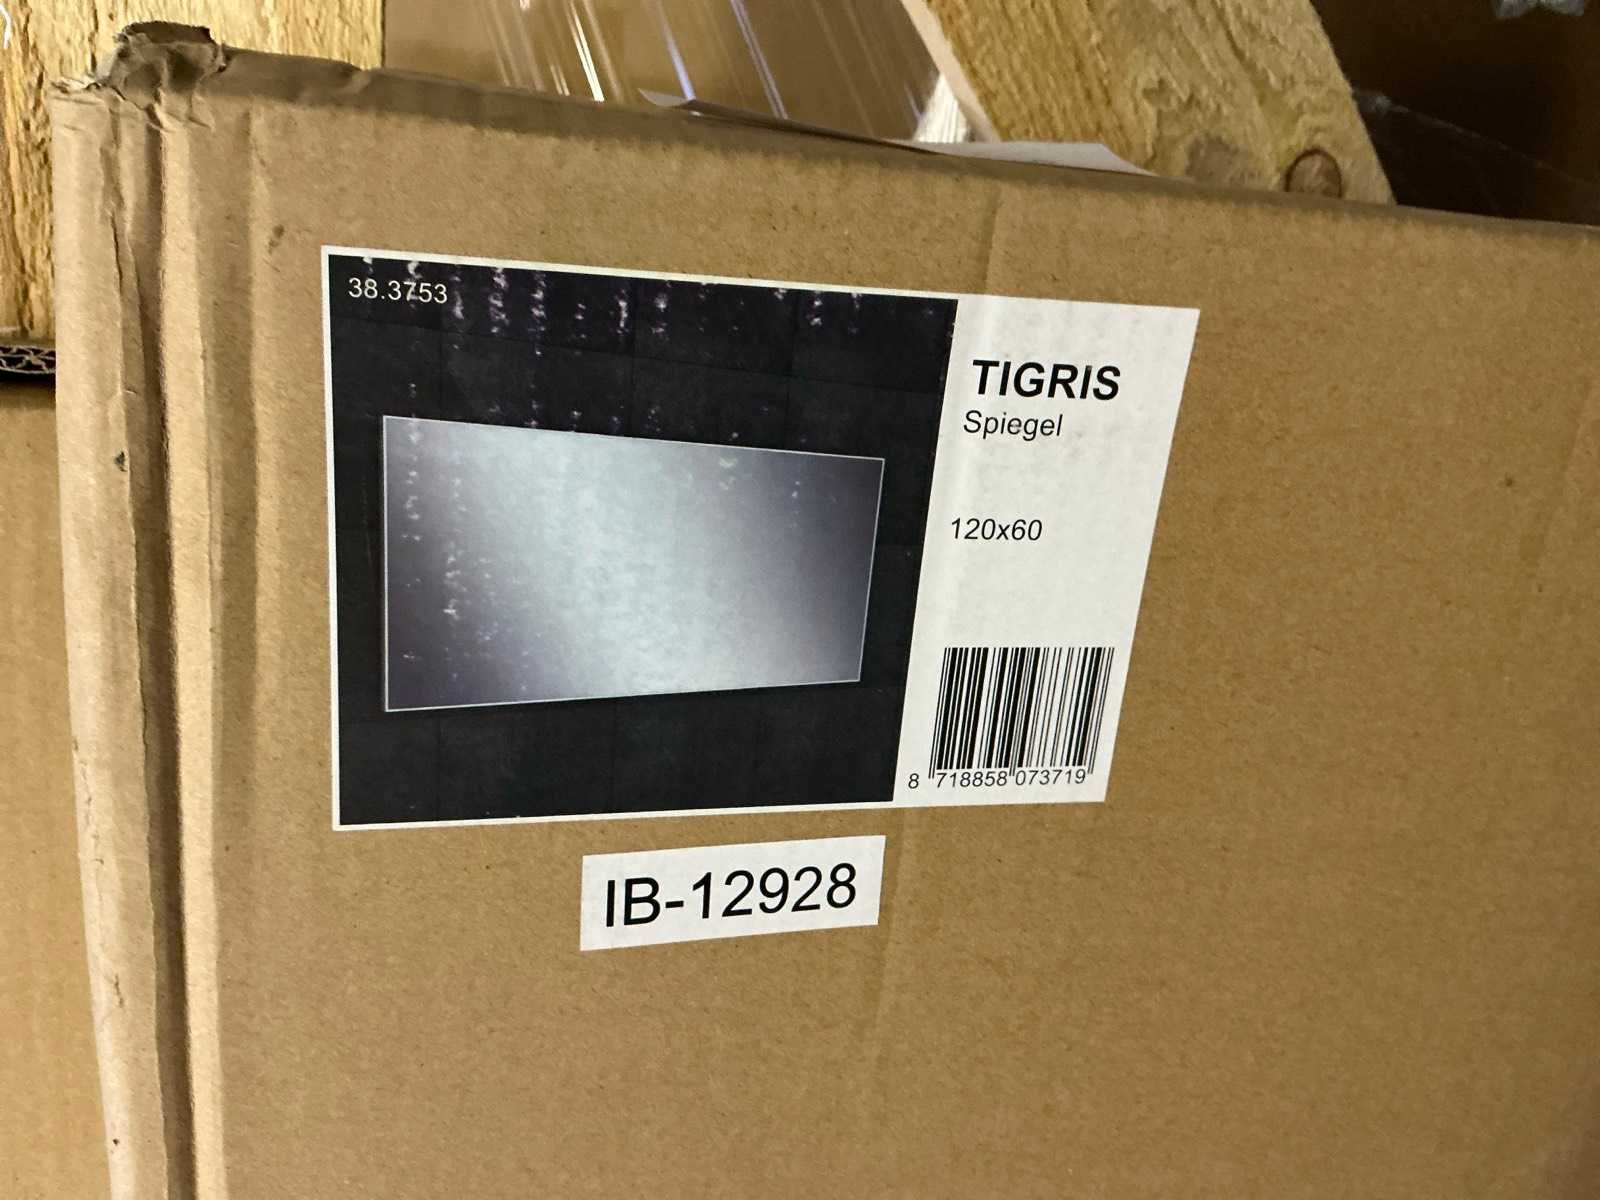 38.3753
TIGRIS
Spiegel
120x60
8 718858 073719
IB-12928